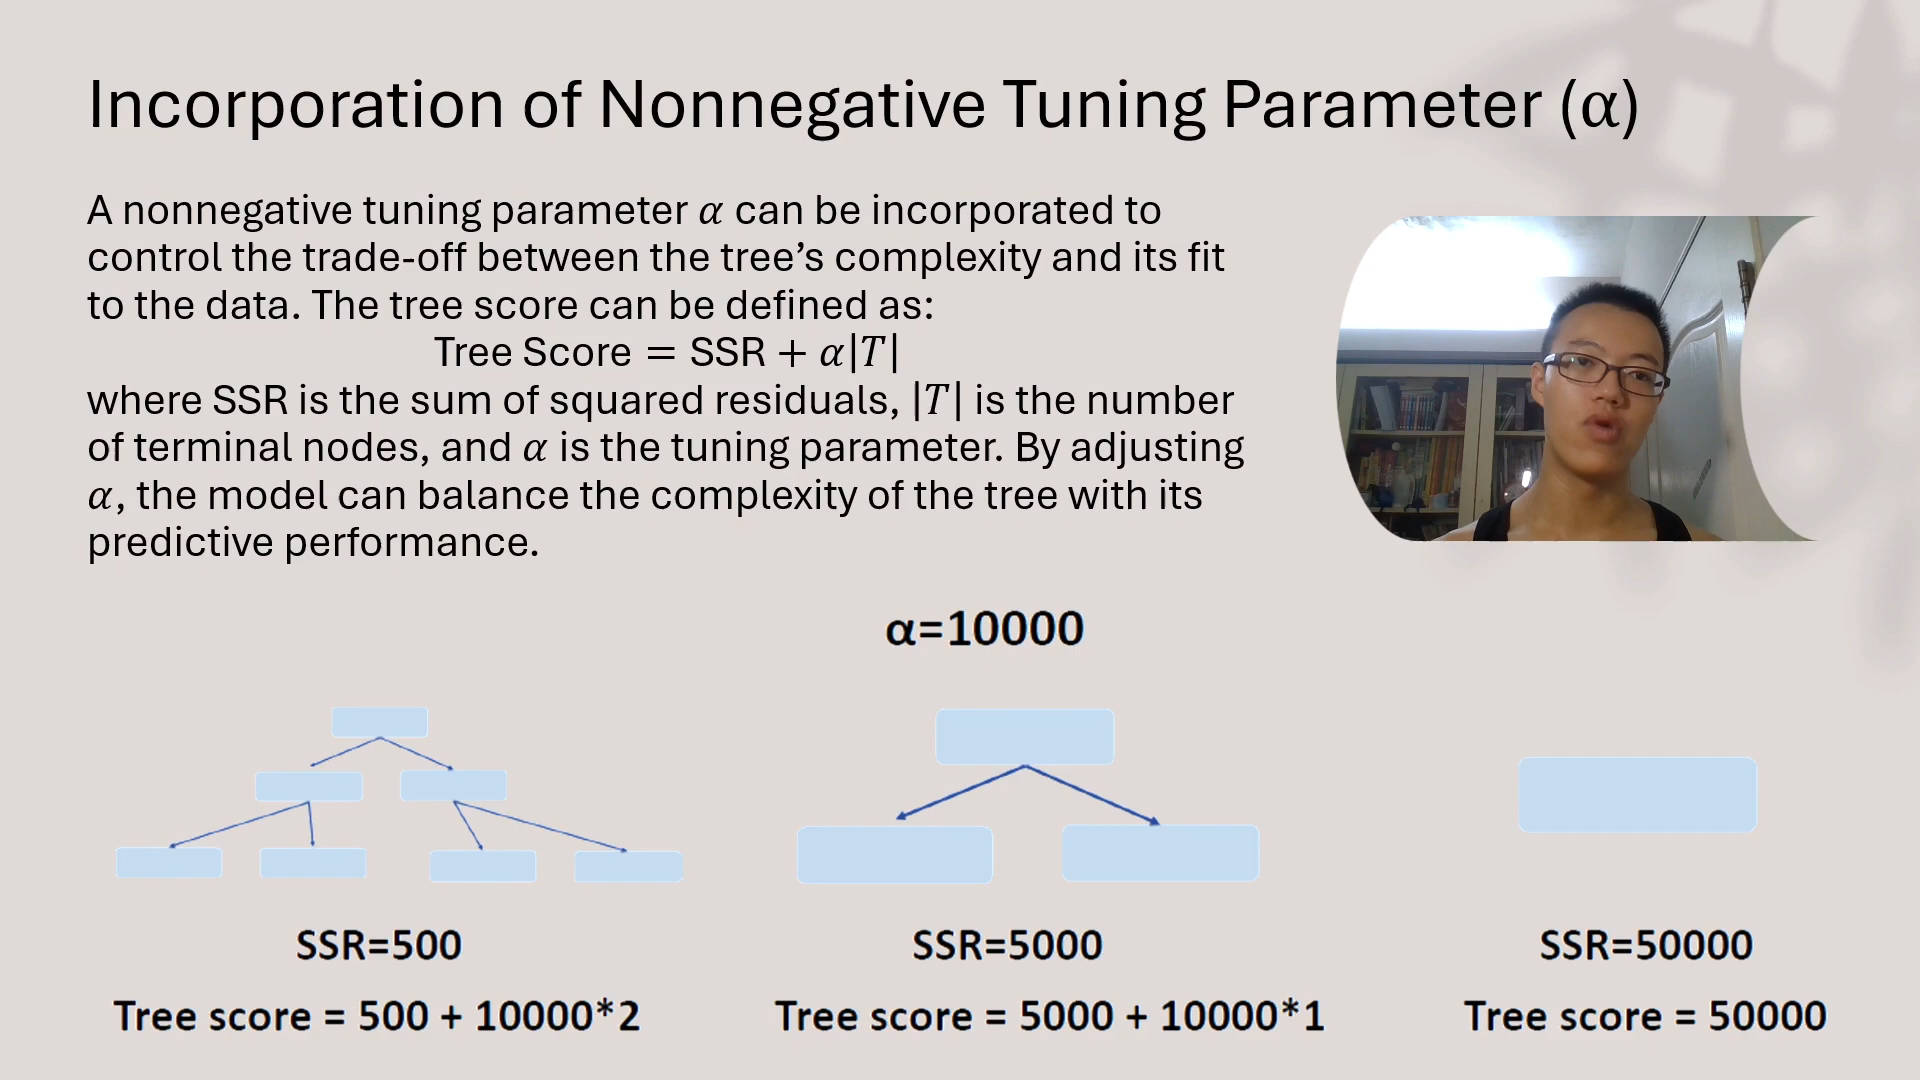 Incorporation of Nonnegative Tuning Parameter (α)
A nonnegative tuning parameter α can be incorporated to
control the trade-off between the tree’s complexity and its fit
to the data. The tree score can be defined as:
Tree Score = SSR + α|T|
where SSR is the sum of squared residuals, |T| is the number
of terminal nodes, and α is the tuning parameter. By adjusting
α, the model can balance the complexity of the tree with its
predictive performance.
α=10000
SSR=500
SSR=5000
SSR=50000
Tree score = 500 + 10000*2
Tree score = 5000 + 10000*1
Tree score = 50000